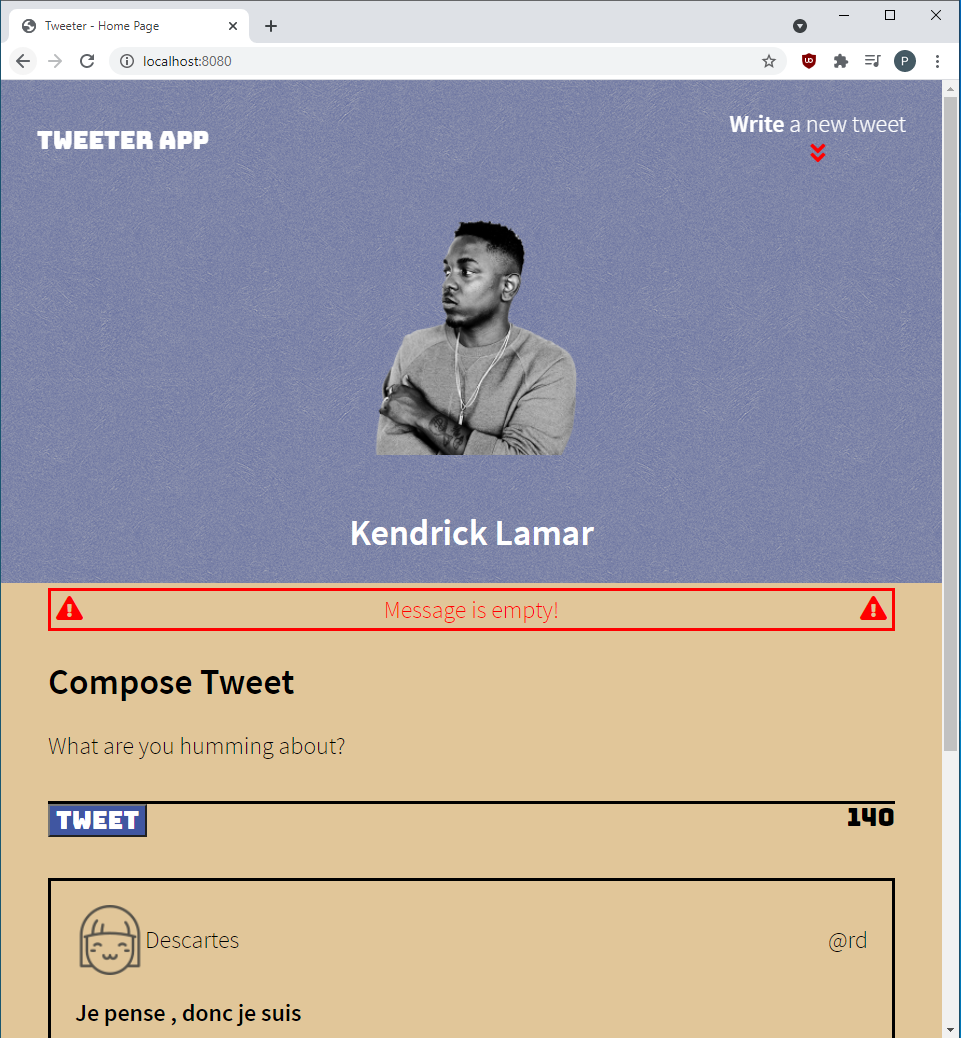 Tweeter - Home Page
localhost:8080
UD
P
TWEETER APP
Write a new tweet
Kendrick Lamar
Message is empty!
Compose Tweet
What are you humming about?
TWEET
140
Descartes
@rd
Je pense , donc je suis